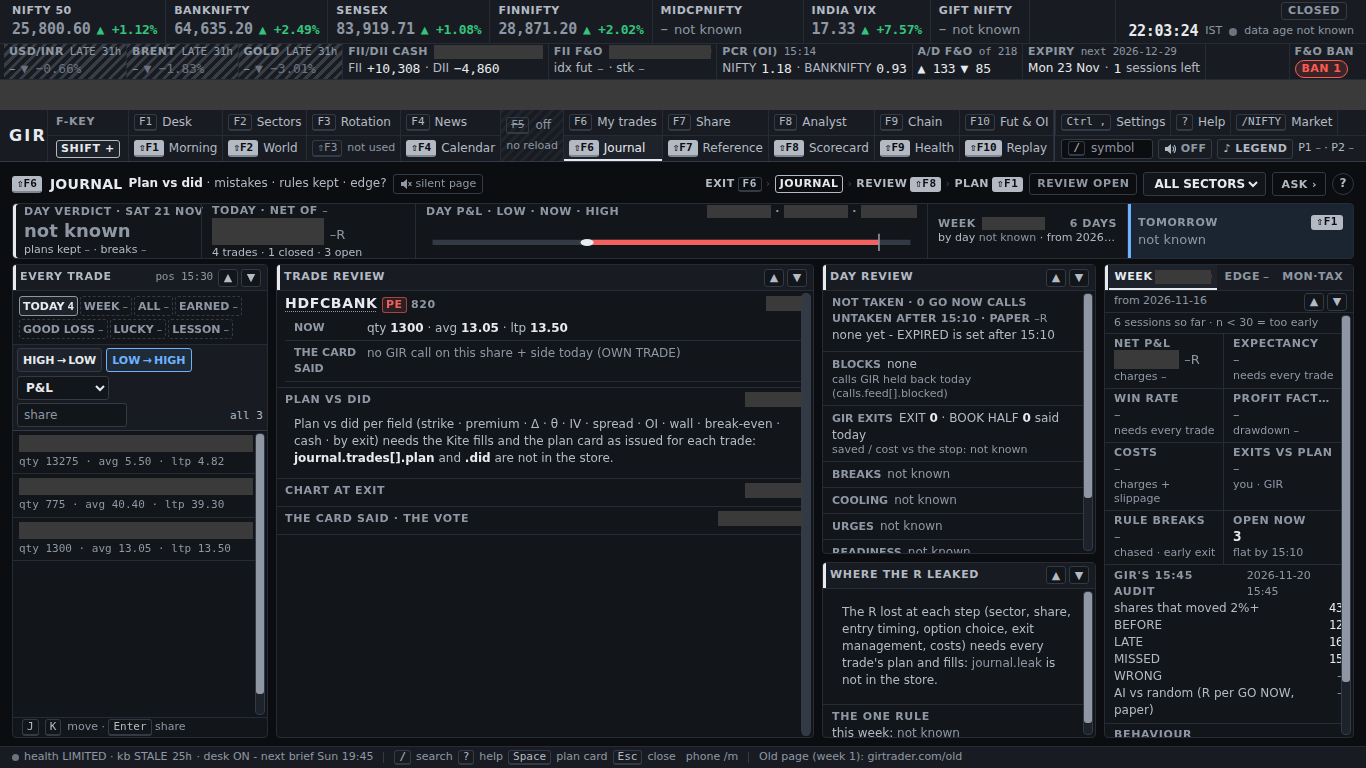 NIFTY 50 BANKNIFTY SENSEX FINNIFTY MIDCPNIFTY INDIA VIX GIFT NIFTY CLOSED
25,800.60 ▲ +1.12% 64,635.20 ▲ +2.49% 83,919.71 ▲ +1.08% 28,871.20 ▲ +2.02% – not known 17.33 ▲ +7.57% – not known 22:03:24 IST data age not known
USD/INR LATE 31h BRENT LATE 31h GOLD LATE 31h FII/DII CASH FII F&O PCR (OI) 15:14 A/D F&O of 218 EXPIRY next 2026-12-29 F&O BAN
– ▼ −0.66% – ▼ −1.83% – ▼ −3.01% FII +10,308 · DII −4,860 idx fut – · stk – NIFTY 1.18 · BANKNIFTY 0.93 ▲ 133 ▼ 85 Mon 23 Nov · 1 sessions left BAN 1
GIR F-KEY F1 Desk F2 Sectors F3 Rotation F4 News F5 off F6 My trades F7 Share F8 Analyst F9 Chain F10 Fut & OI Ctrl , Settings ? Help /NIFTY Market
SHIFT + ⇧F1 Morning ⇧F2 World ⇧F3 not used ⇧F4 Calendar no reload ⇧F6 Journal ⇧F7 Reference ⇧F8 Scorecard ⇧F9 Health ⇧F10 Replay / symbol OFF ♪ LEGEND P1 – · P2 –
⇧F6 JOURNAL Plan vs did · mistakes · rules kept · edge? silent page EXIT F6 › JOURNAL › REVIEW ⇧F8 › PLAN ⇧F1 REVIEW OPEN ALL SECTORS ASK › ?
DAY VERDICT · SAT 21 NOV TODAY · NET OF – DAY P&L · LOW · NOW · HIGH · · WEEK 6 DAYS TOMORROW ⇧F1
not known –R by day not known · from 2026… not known
plans kept – · breaks – 4 trades · 1 closed · 3 open
EVERY TRADE pos 15:30 ▲ ▼
TODAY 4 WEEK – ALL – EARNED –
GOOD LOSS – LUCKY – LESSON –
HIGH → LOW LOW → HIGH
P&L
share all 3
qty 13275 · avg 5.50 · ltp 4.82
qty 775 · avg 40.40 · ltp 39.30
qty 1300 · avg 13.05 · ltp 13.50
J K move · Enter share
TRADE REVIEW ▲ ▼
HDFCBANK PE 820
NOW qty 1300 · avg 13.05 · ltp 13.50
THE CARD SAID no GIR call on this share + side today (OWN TRADE)
PLAN VS DID
Plan vs did per field (strike · premium · Δ · θ · IV · spread · OI · wall · break-even ·
cash · by exit) needs the Kite fills and the plan card as issued for each trade:
journal.trades[].plan and .did are not in the store.
CHART AT EXIT
THE CARD SAID · THE VOTE
DAY REVIEW ▲ ▼
NOT TAKEN · 0 GO NOW CALLS
UNTAKEN AFTER 15:10 · PAPER –R
none yet - EXPIRED is set after 15:10
BLOCKS none
calls GIR held back today
(calls.feed[].blocked)
GIR EXITS EXIT 0 · BOOK HALF 0 said
today
saved / cost vs the stop: not known
BREAKS not known
COOLING not known
URGES not known
READINESS not known
WHERE THE R LEAKED ▲ ▼
The R lost at each step (sector, share,
entry timing, option choice, exit
management, costs) needs every
trade's plan and fills: journal.leak is
not in the store.
THE ONE RULE
this week: not known
WEEK EDGE – MON·TAX
from 2026-11-16 ▲ ▼
6 sessions so far · n < 30 = too early
NET P&L EXPECTANCY
–R –
charges – needs every trade
WIN RATE PROFIT FACT…
– –
needs every trade drawdown –
COSTS EXITS VS PLAN
– –
charges + slippage you · GIR
RULE BREAKS OPEN NOW
– 3
chased · early exit flat by 15:10
GIR'S 15:45 AUDIT 2026-11-20 15:45
shares that moved 2%+ 43
BEFORE 12
LATE 16
MISSED 15
WRONG –
AI vs random (R per GO NOW, paper) –
BEHAVIOUR
health LIMITED · kb STALE 25h · desk ON - next brief Sun 19:45 / search ? help Space plan card Esc close phone /m Old page (week 1): girtrader.com/old